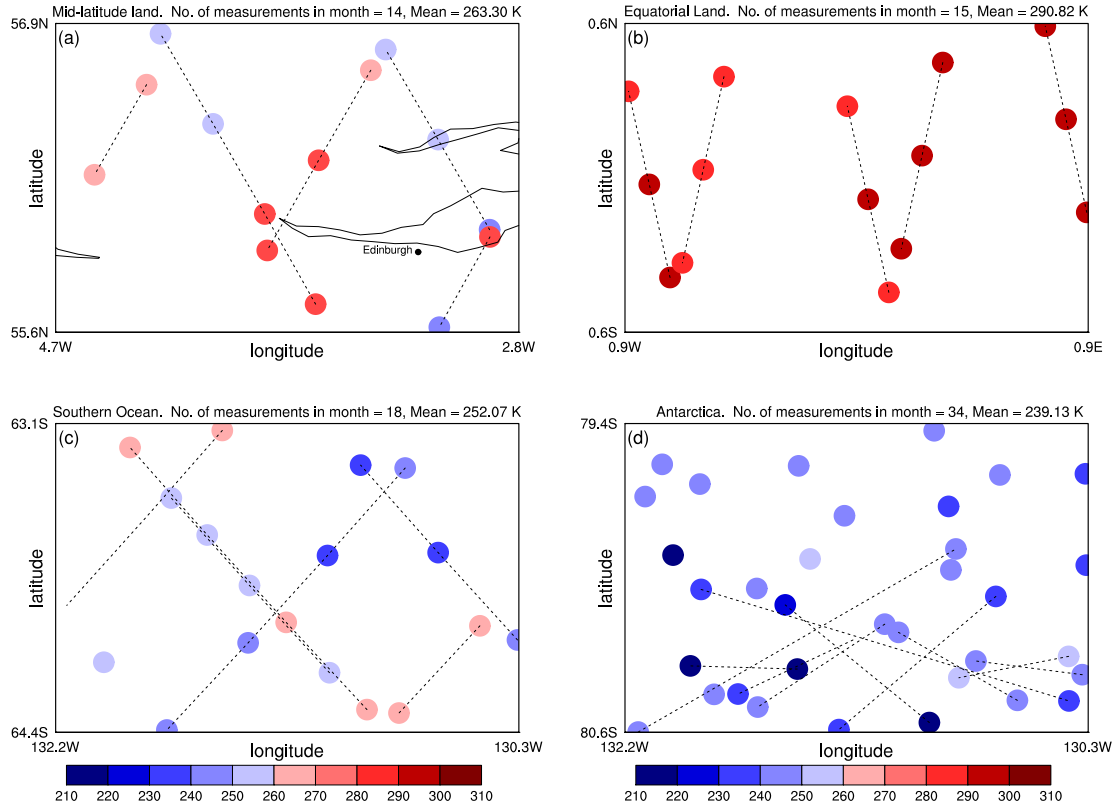 Mid-latitude land. No. of measurements in month = 14, Mean = 263.30 K
56.9N
(a)
latitude
Edinburgh
55.6N
4.7W
longitude
2.8W
Equatorial Land. No. of measurements in month = 15, Mean = 290.82 K
0.6N
(b)
latitude
0.6S
0.9W
longitude
0.9E
Southern Ocean. No. of measurements in month = 18, Mean = 252.07 K
63.1S
(c)
latitude
64.4S
132.2W
longitude
130.3W
Antarctica. No. of measurements in month = 34, Mean = 239.13 K
79.4S
(d)
latitude
80.6S
132.2W
longitude
130.3W
210 220 230 240 250 260 270 280 290 300 310
210 220 230 240 250 260 270 280 290 300 310